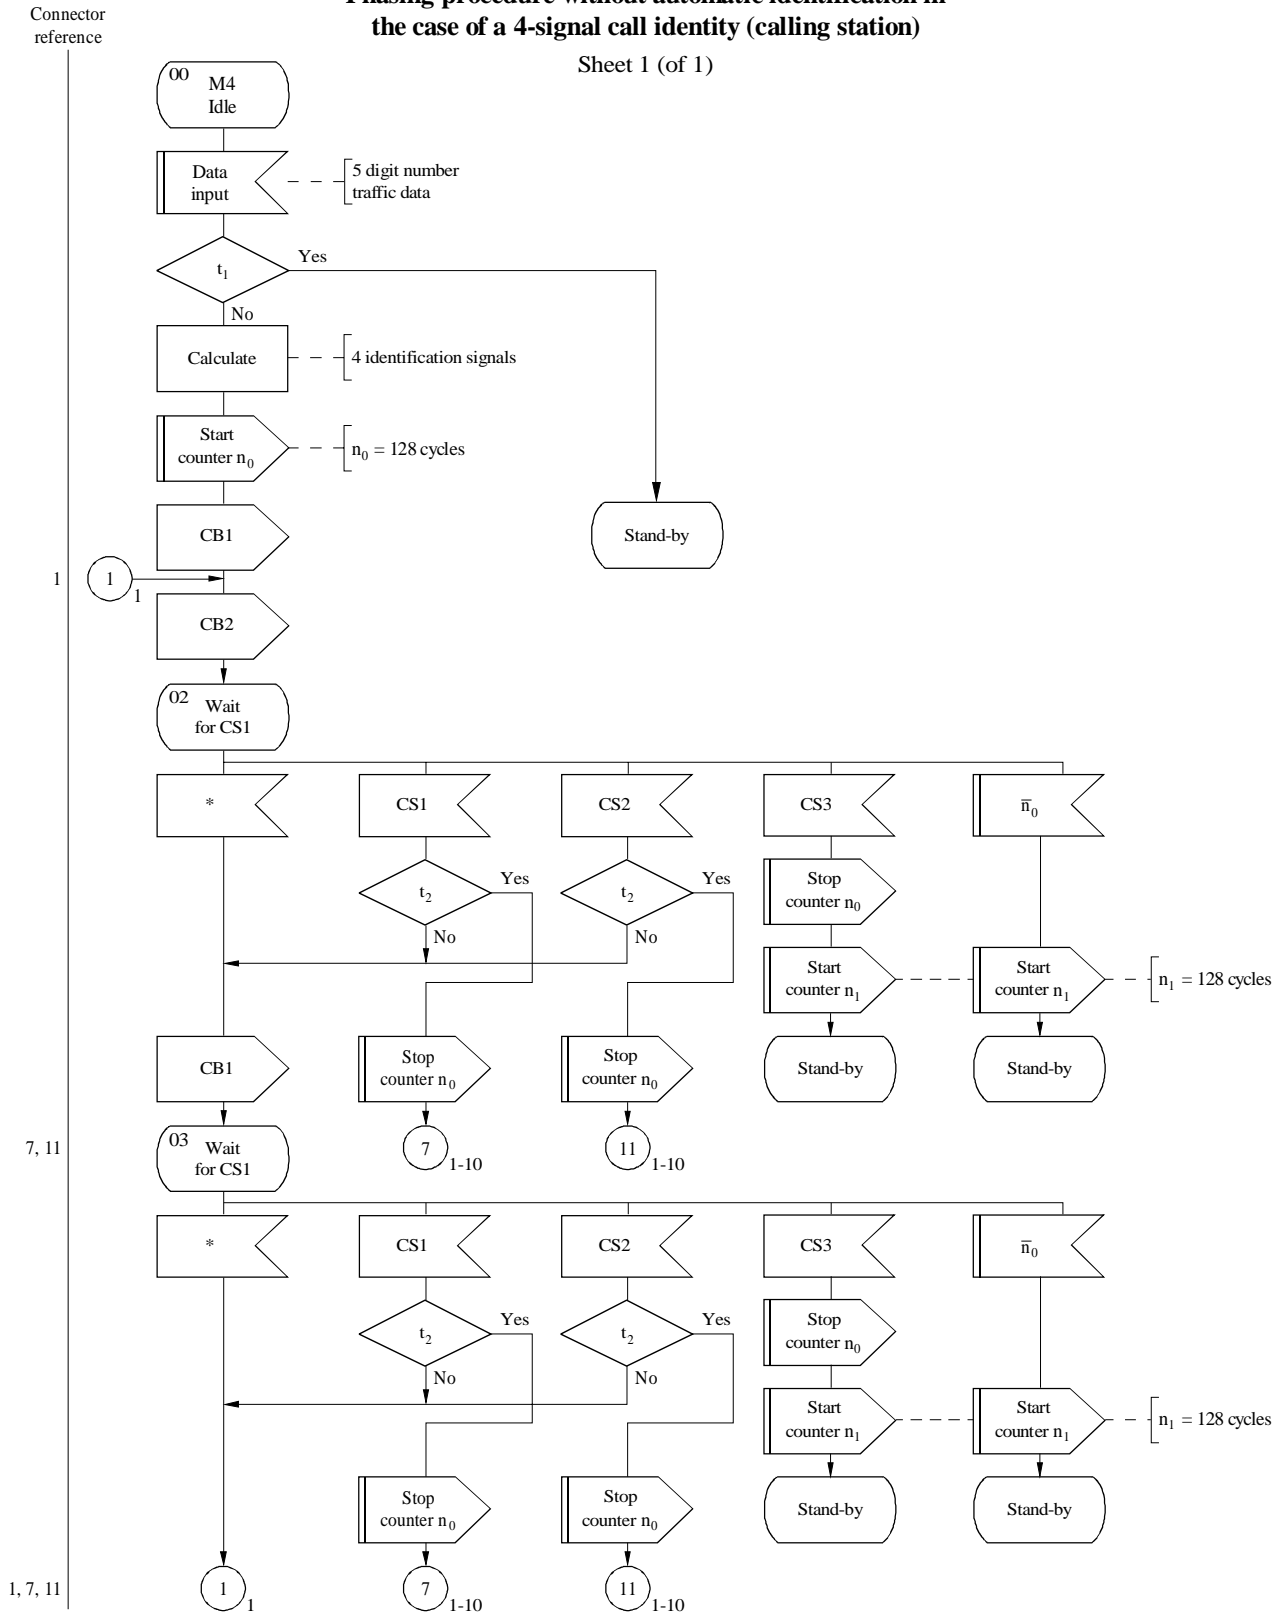 Connector
reference
Phasing procedure without automatic identification in
the case of a 4-signal call identity (calling station)
Sheet 1 (of 1)
00 M4
Idle
Data
input
5 digit number
traffic data
t1
Yes
No
Calculate
4 identification signals
Start
counter n0
n0 = 128 cycles
CB1
Stand-by
1
1
1
CB2
02 Wait
for CS1
*
CS1
CS2
CS3
n̅0
t2
Yes
No
t2
Yes
No
Stop
counter n0
Start
counter n1
Start
counter n1
n1 = 128 cycles
CB1
Stop
counter n0
Stop
counter n0
Stand-by
Stand-by
7, 11
03 Wait
for CS1
7
1-10
11
1-10
*
CS1
CS2
CS3
n̅0
t2
Yes
No
t2
Yes
No
Stop
counter n0
Start
counter n1
Start
counter n1
n1 = 128 cycles
Stop
counter n0
Stop
counter n0
Stand-by
Stand-by
1, 7, 11
1
1
7
1-10
11
1-10